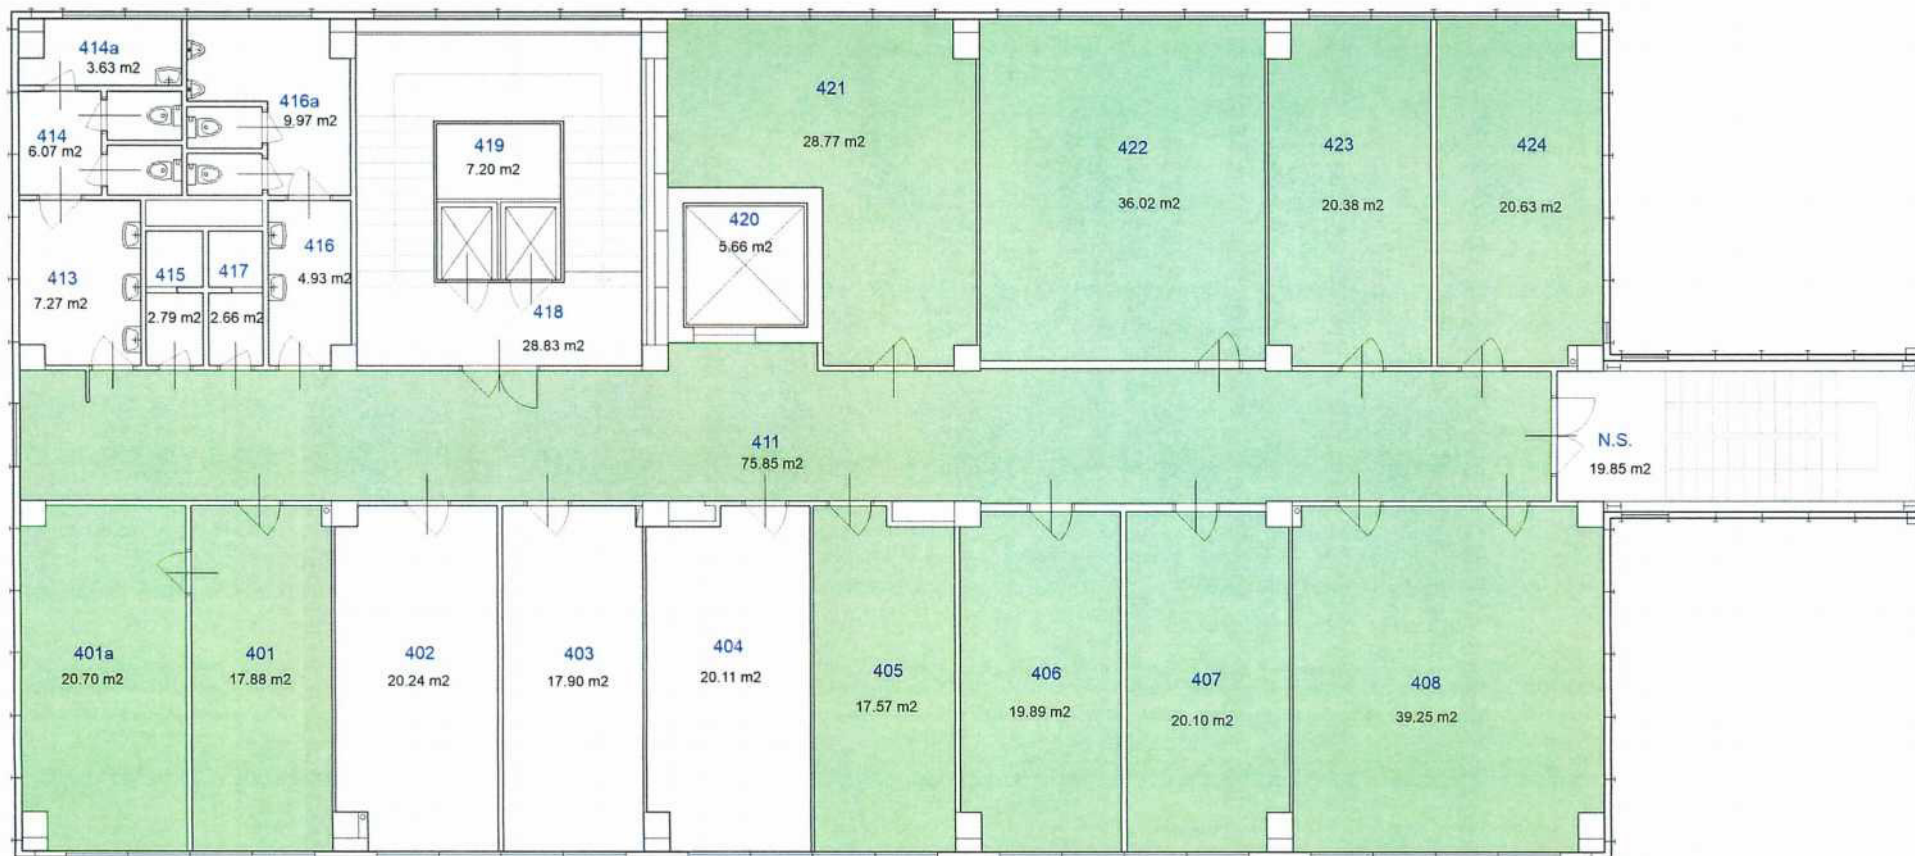 414a
3.63 m2
416a
9.97 m2
414
6.07 m2
419
7.20 m2
421
28.77 m2
422
36.02 m2
423
20.38 m2
424
20.63 m2
420
5.66 m2
413
7.27 m2
415
2.79 m2
417
2.66 m2
416
4.93 m2
418
28.83 m2
411
75.85 m2
N.S.
19.85 m2
401a
20.70 m2
401
17.88 m2
402
20.24 m2
403
17.90 m2
404
20.11 m2
405
17.57 m2
406
19.89 m2
407
20.10 m2
408
39.25 m2